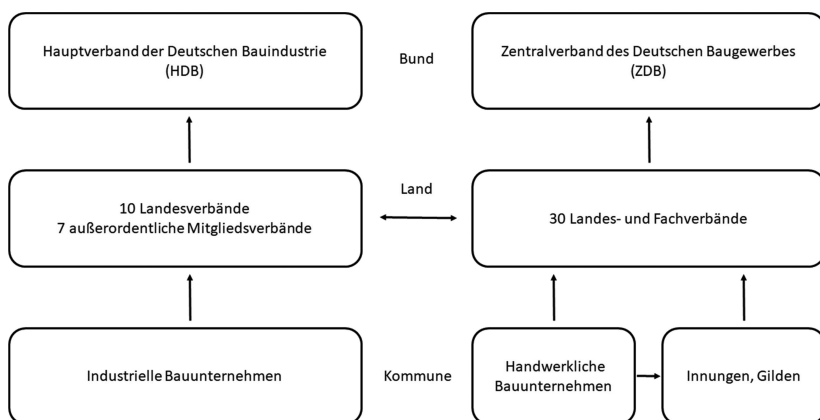 Hauptverband der Deutschen Bauindustrie
(HDB)
Bund
Zentralverband des Deutschen Baugewerbes
(ZDB)
10 Landesverbände
7 außerordentliche Mitgliedsverbände
Land
30 Landes- und Fachverbände
Industrielle Bauunternehmen
Kommune
Handwerkliche
Bauunternehmen
Innungen, Gilden